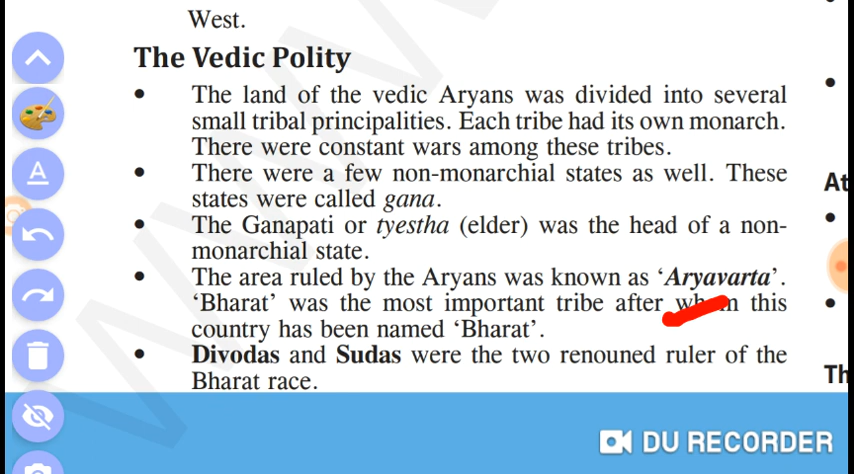 West.
The Vedic Polity
• The land of the vedic Aryans was divided into several
small tribal principalities. Each tribe had its own monarch.
There were constant wars among these tribes.
• There were a few non-monarchial states as well. These
states were called gana.
• The Ganapati or tyestha (elder) was the head of a non-
monarchial state.
• The area ruled by the Aryans was known as ‘Aryavarta’.
‘Bharat’ was the most important tribe after whom this
country has been named ‘Bharat’.
• Divodas and Sudas were the two renouned ruler of the
Bharat race.
At
Th
A
DU RECORDER